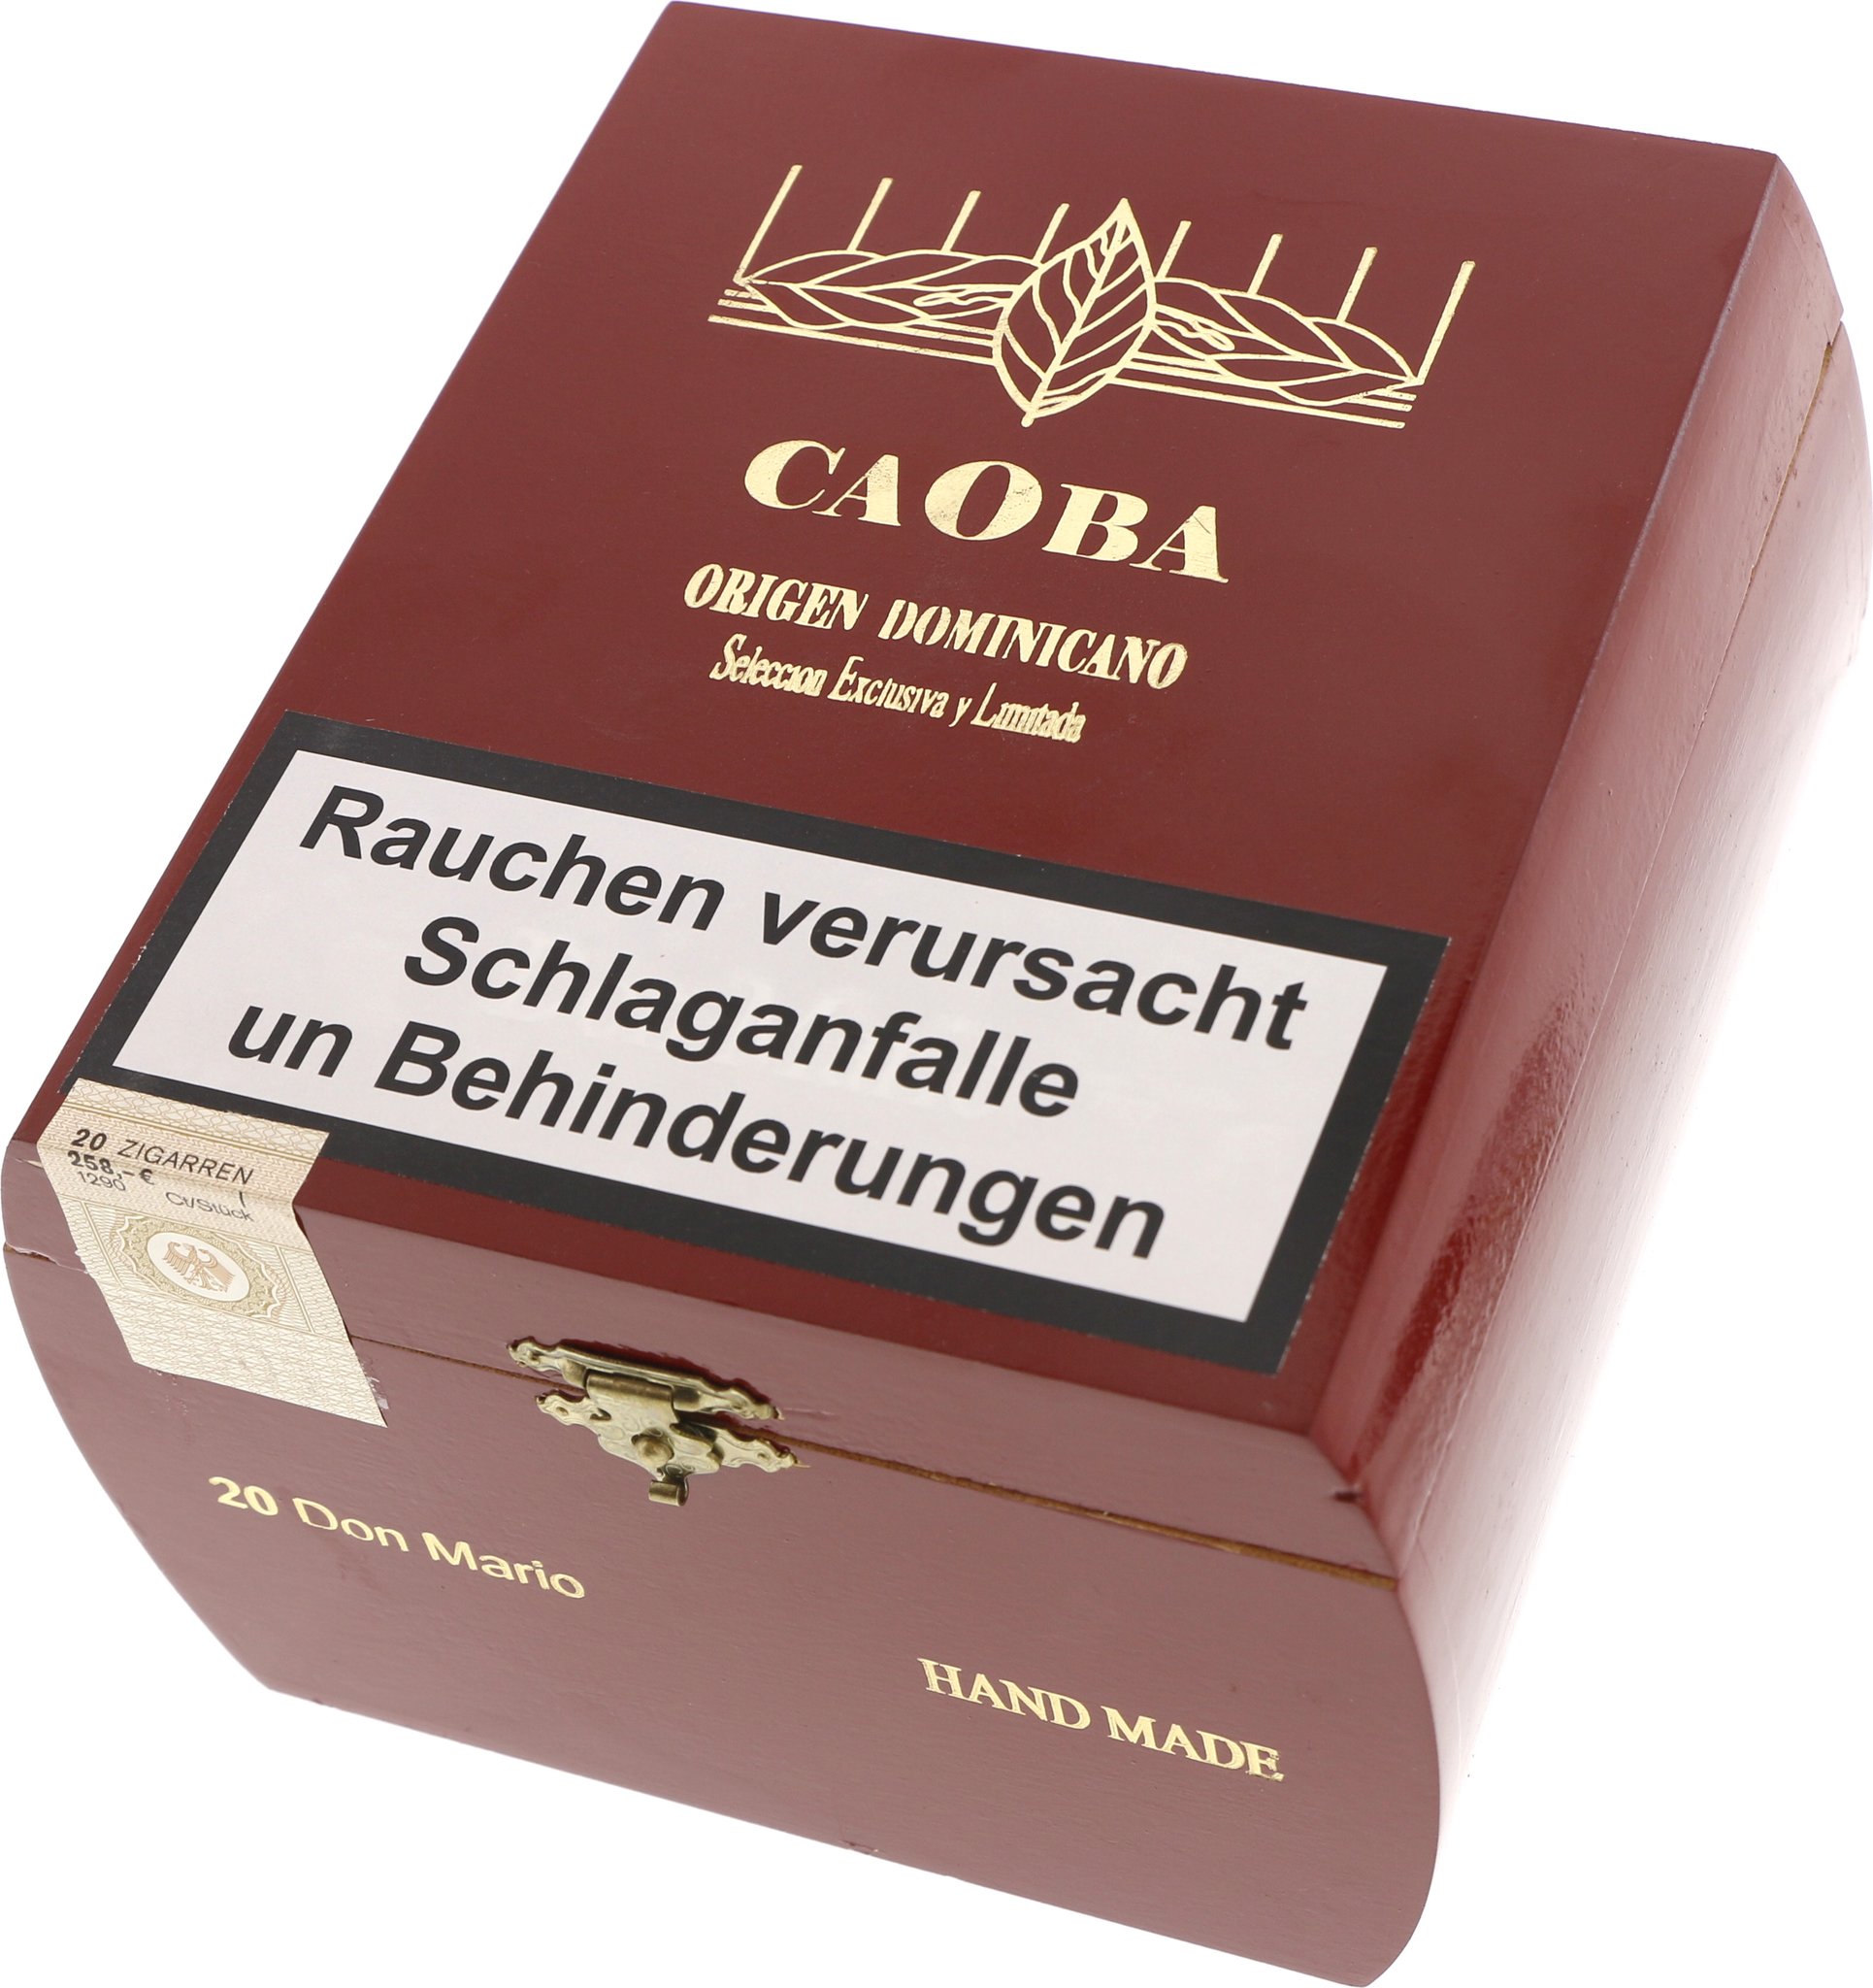 CAOBA
ORIGEN DOMINICANO
Seleccion Exclusiva y Limitada
Rauchen verursacht
Schlaganfalle
un Behinderungen
20 ZIGARREN
258,- € I
1290 Ct/Stück
20 Don Mario
HAND MADE